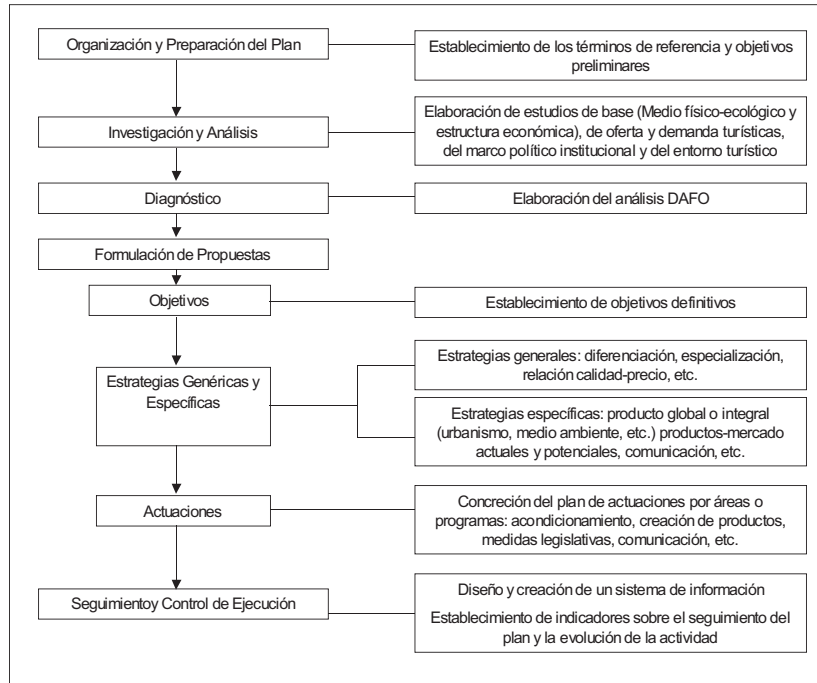 Organización y Preparación del Plan
Establecimiento de los términos de referencia y objetivos
preliminares
Investigación y Análisis
Elaboración de estudios de base (Medio físico-ecológico y
estructura económica), de oferta y demanda turísticas,
del marco político institucional y del entorno turístico
Diagnóstico
Elaboración del análisis DAFO
Formulación de Propuestas
Objetivos
Establecimiento de objetivos definitivos
Estrategias Genéricas y
Específicas
Estrategias generales: diferenciación, especialización,
relación calidad-precio, etc.
Estrategias específicas: producto global o integral
(urbanismo, medio ambiente, etc.) productos-mercado
actuales y potenciales, comunicación, etc.
Actuaciones
Concreción del plan de actuaciones por áreas o
programas: acondicionamiento, creación de productos,
medidas legislativas, comunicación, etc.
Seguimientoy Control de Ejecución
Diseño y creación de un sistema de información
Establecimiento de indicadores sobre el seguimiento del
plan y la evolución de la actividad